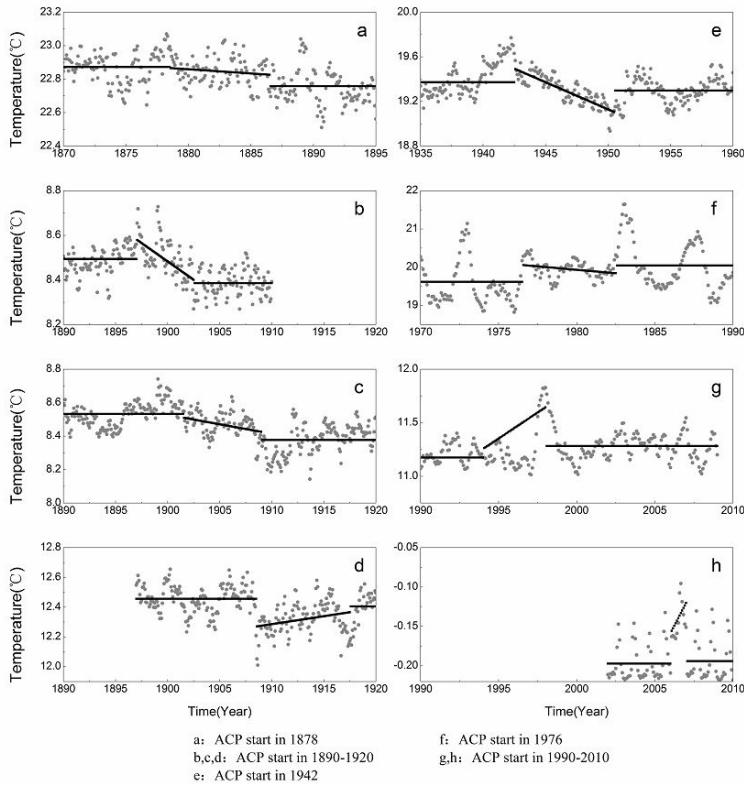 a
23.2
23.0
22.8
22.6
22.4
Temperature(℃)
1870 1875 1880 1885 1890 1895
e
20.0
19.6
19.2
18.8
1935 1940 1945 1950 1955 1960
b
8.8
8.6
8.4
8.2
Temperature(℃)
1890 1895 1900 1905 1910 1915 1920
f
22
21
20
19
1970 1975 1980 1985 1990
c
8.8
8.6
8.4
8.2
8.0
Temperature(℃)
1890 1895 1900 1905 1910 1915 1920
g
12.0
11.5
11.0
1990 1995 2000 2005 2010
d
12.8
12.6
12.4
12.2
12.0
Temperature(℃)
1890 1895 1900 1905 1910 1915 1920
Time(Year)
h
-0.05
-0.10
-0.15
-0.20
1990 1995 2000 2005 2010
Time(Year)
a: ACP start in 1878
b,c,d: ACP start in 1890-1920
e: ACP start in 1942
f: ACP start in 1976
g,h: ACP start in 1990-2010